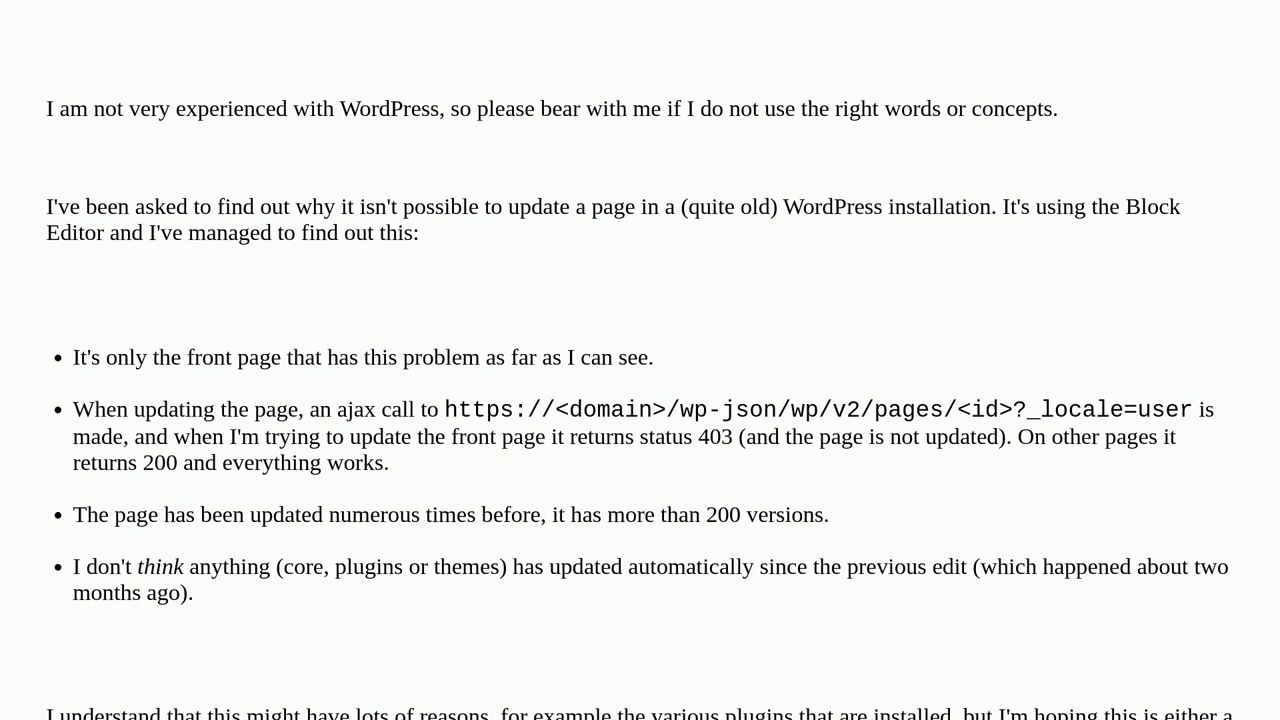 I am not very experienced with WordPress, so please bear with me if I do not use the right words or concepts.
I've been asked to find out why it isn't possible to update a page in a (quite old) WordPress installation. It's using the Block
Editor and I've managed to find out this:
• It's only the front page that has this problem as far as I can see.
• When updating the page, an ajax call to https://<domain>/wp-json/wp/v2/pages/<id>?_locale=user is
made, and when I'm trying to update the front page it returns status 403 (and the page is not updated). On other pages it
returns 200 and everything works.
• The page has been updated numerous times before, it has more than 200 versions.
• I don't think anything (core, plugins or themes) has updated automatically since the previous edit (which happened about two
months ago).
I understand that this might have lots of reasons, for example the various plugins that are installed, but I'm hoping this is either a